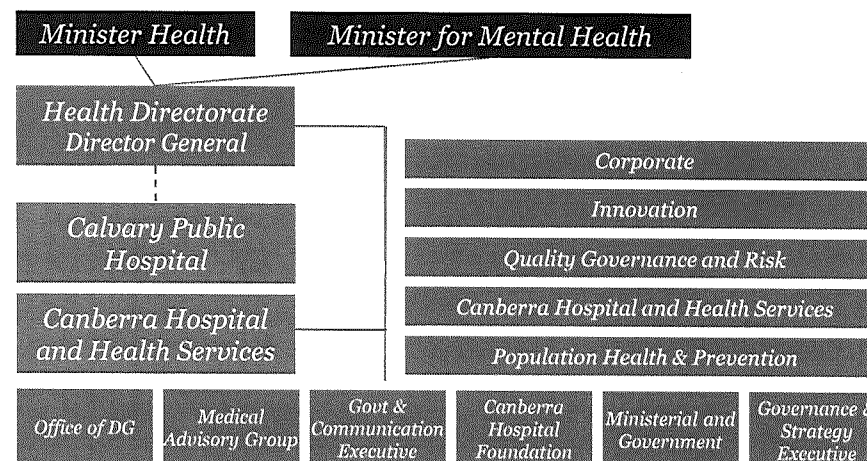 Minister Health
Minister for Mental Health
Health Directorate
Director General
Calvary Public
Hospital
Canberra Hospital
and Health Services
Corporate
Innovation
Quality Governance and Risk
Canberra Hospital and Health Services
Population Health & Prevention
Office of DG
Medical
Advisory Group
Govt &
Communication
Executive
Canberra
Hospital
Foundation
Ministerial and
Government
Governance &
Strategy
Executive